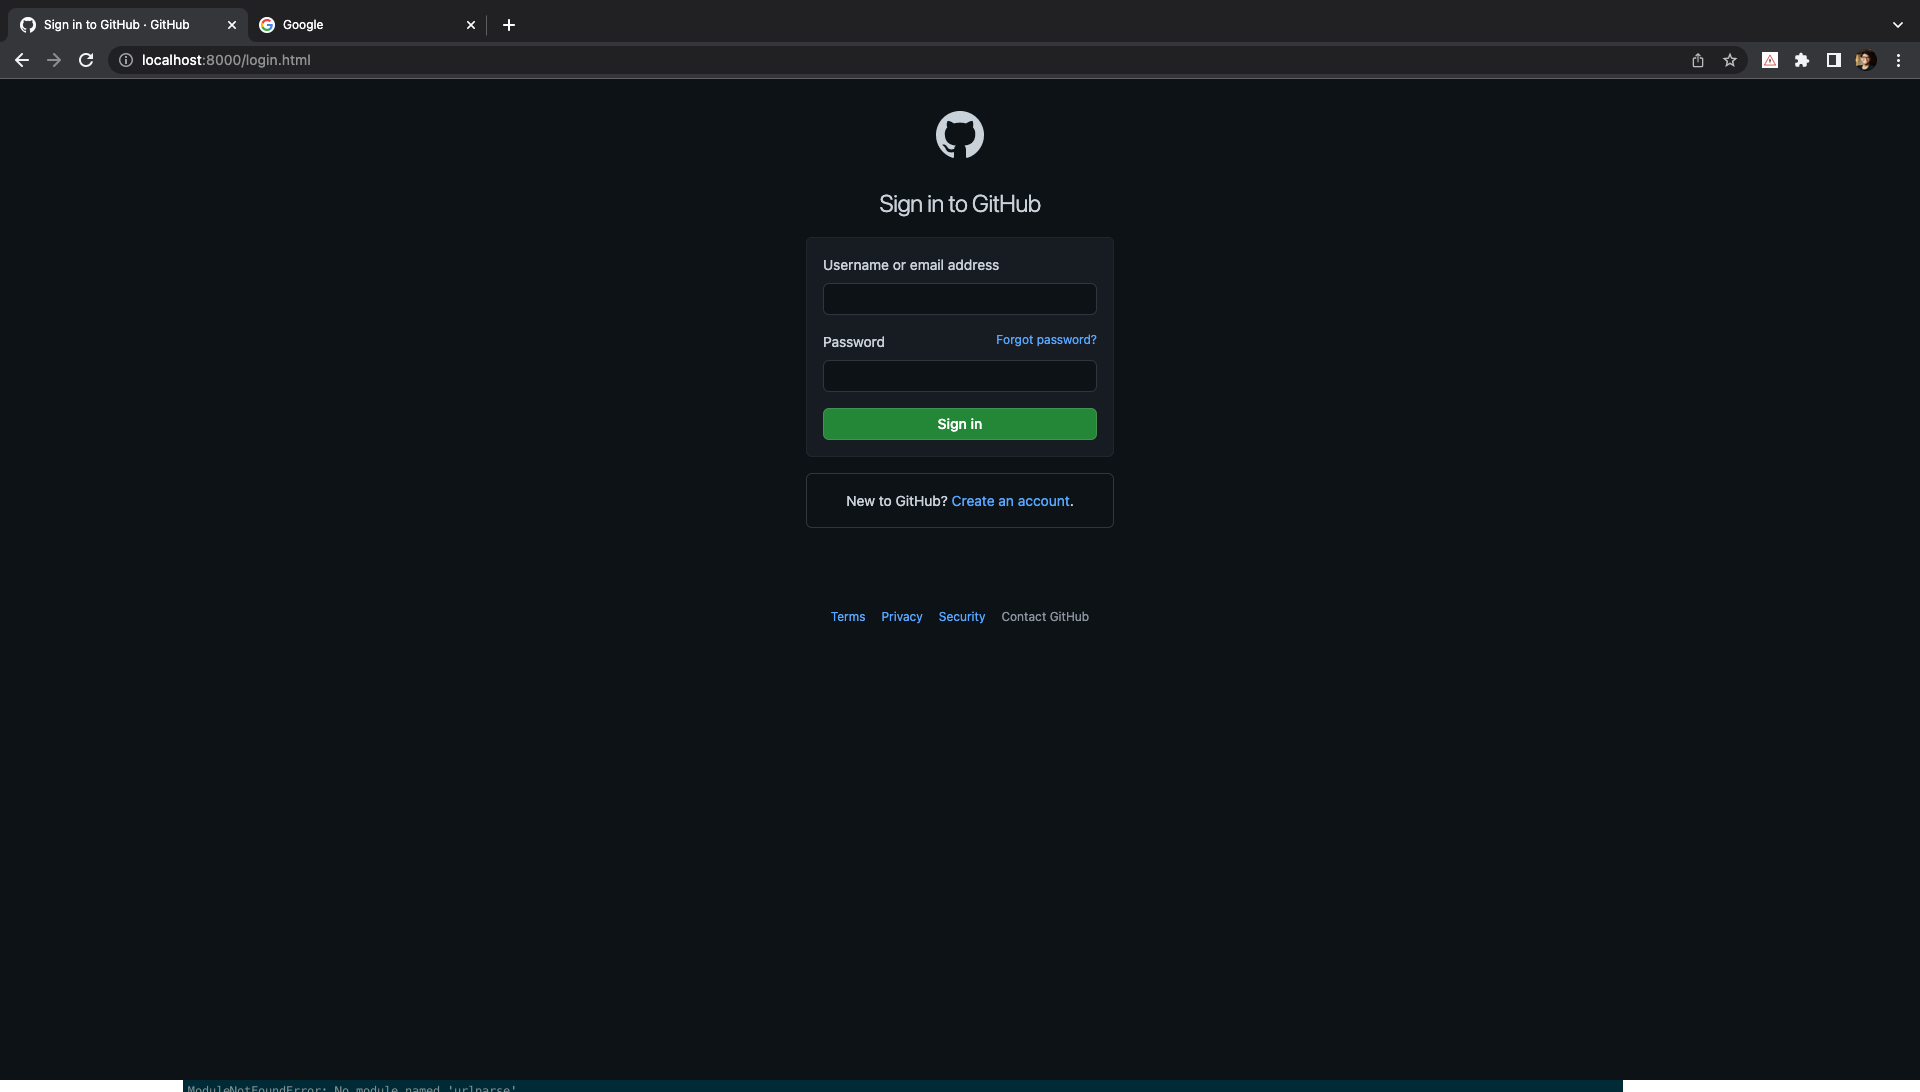 Sign in to GitHub · GitHub
Google
localhost:8000/login.html
Sign in to GitHub
Username or email address
Password
Forgot password?
Sign in
New to GitHub? Create an account.
Terms Privacy Security Contact GitHub
ModuleNotFoundError: No module named 'urlparse'